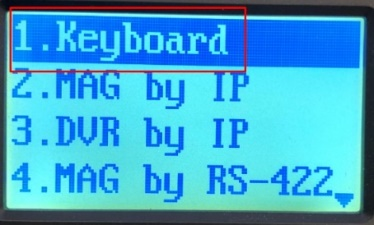 1.Keyboard
2.MAG by IP
3.DVR by IP
4.MAG by RS-422